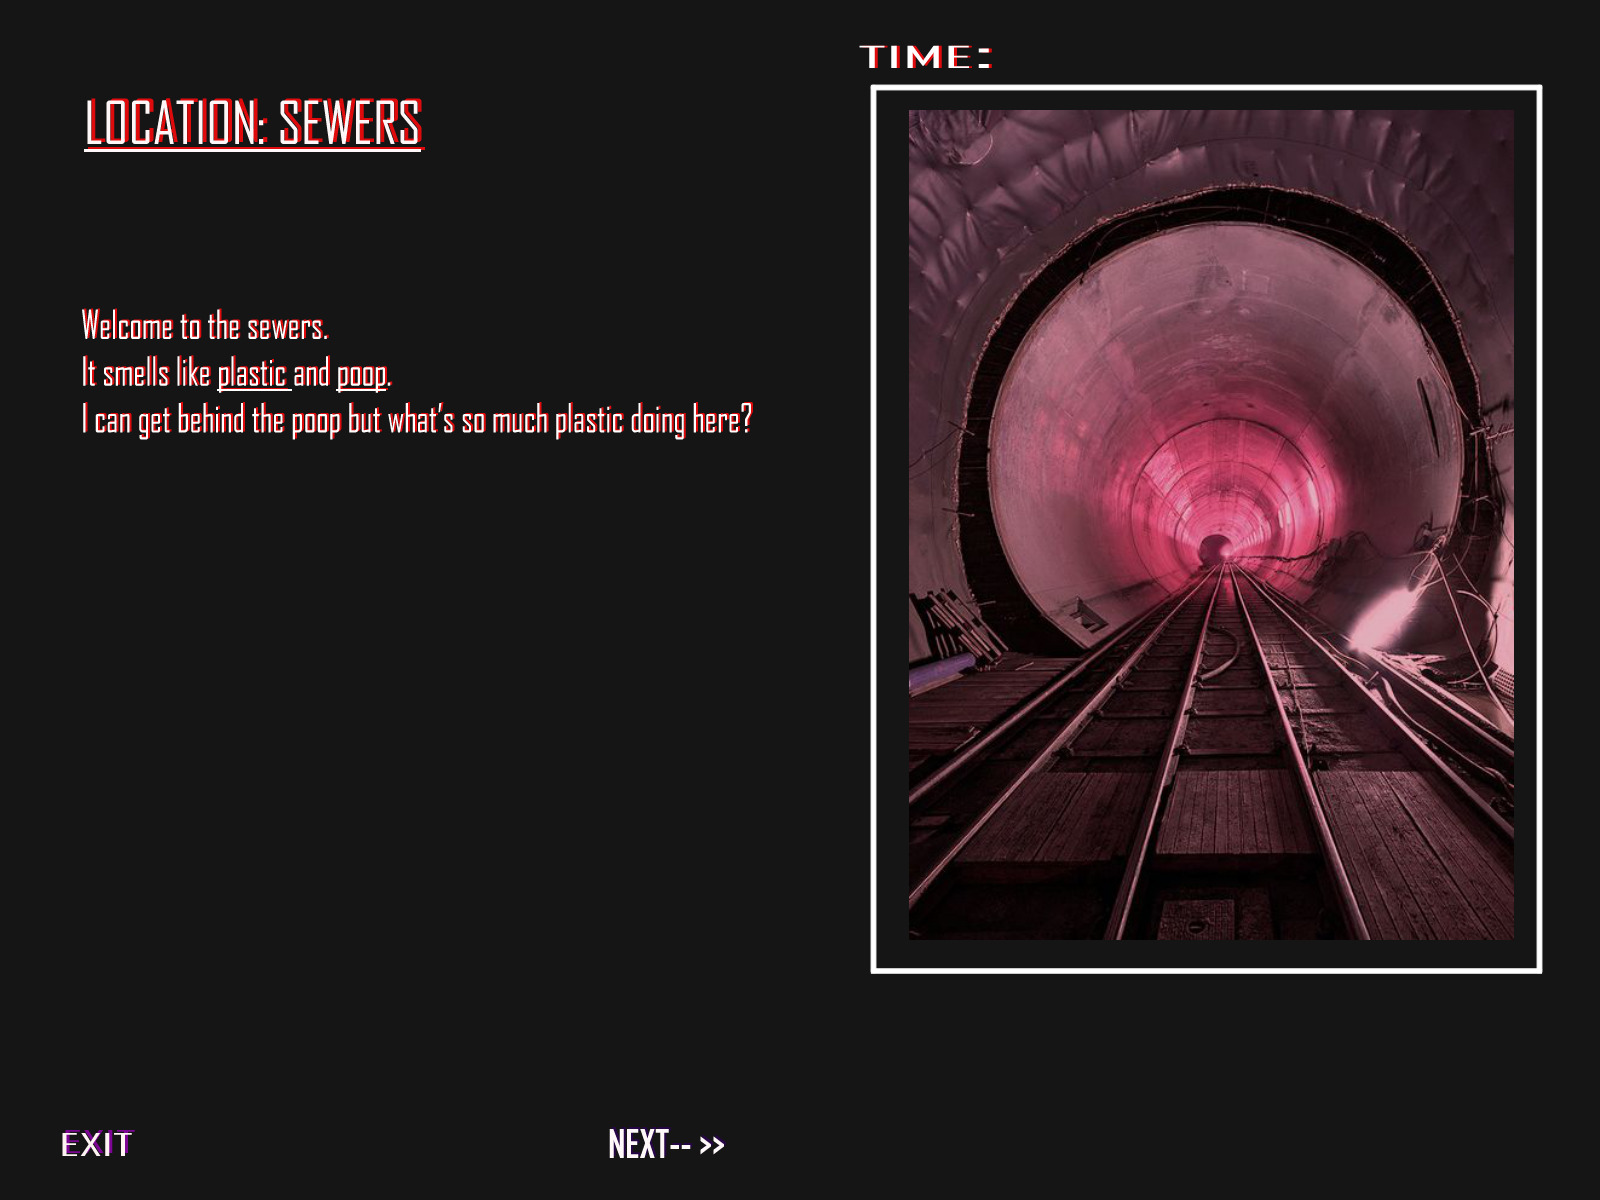 TIME:
LOCATION: SEWERS
Welcome to the sewers.
It smells like plastic and poop.
I can get behind the poop but what's so much plastic doing here?
EXIT
NEXT-- >>